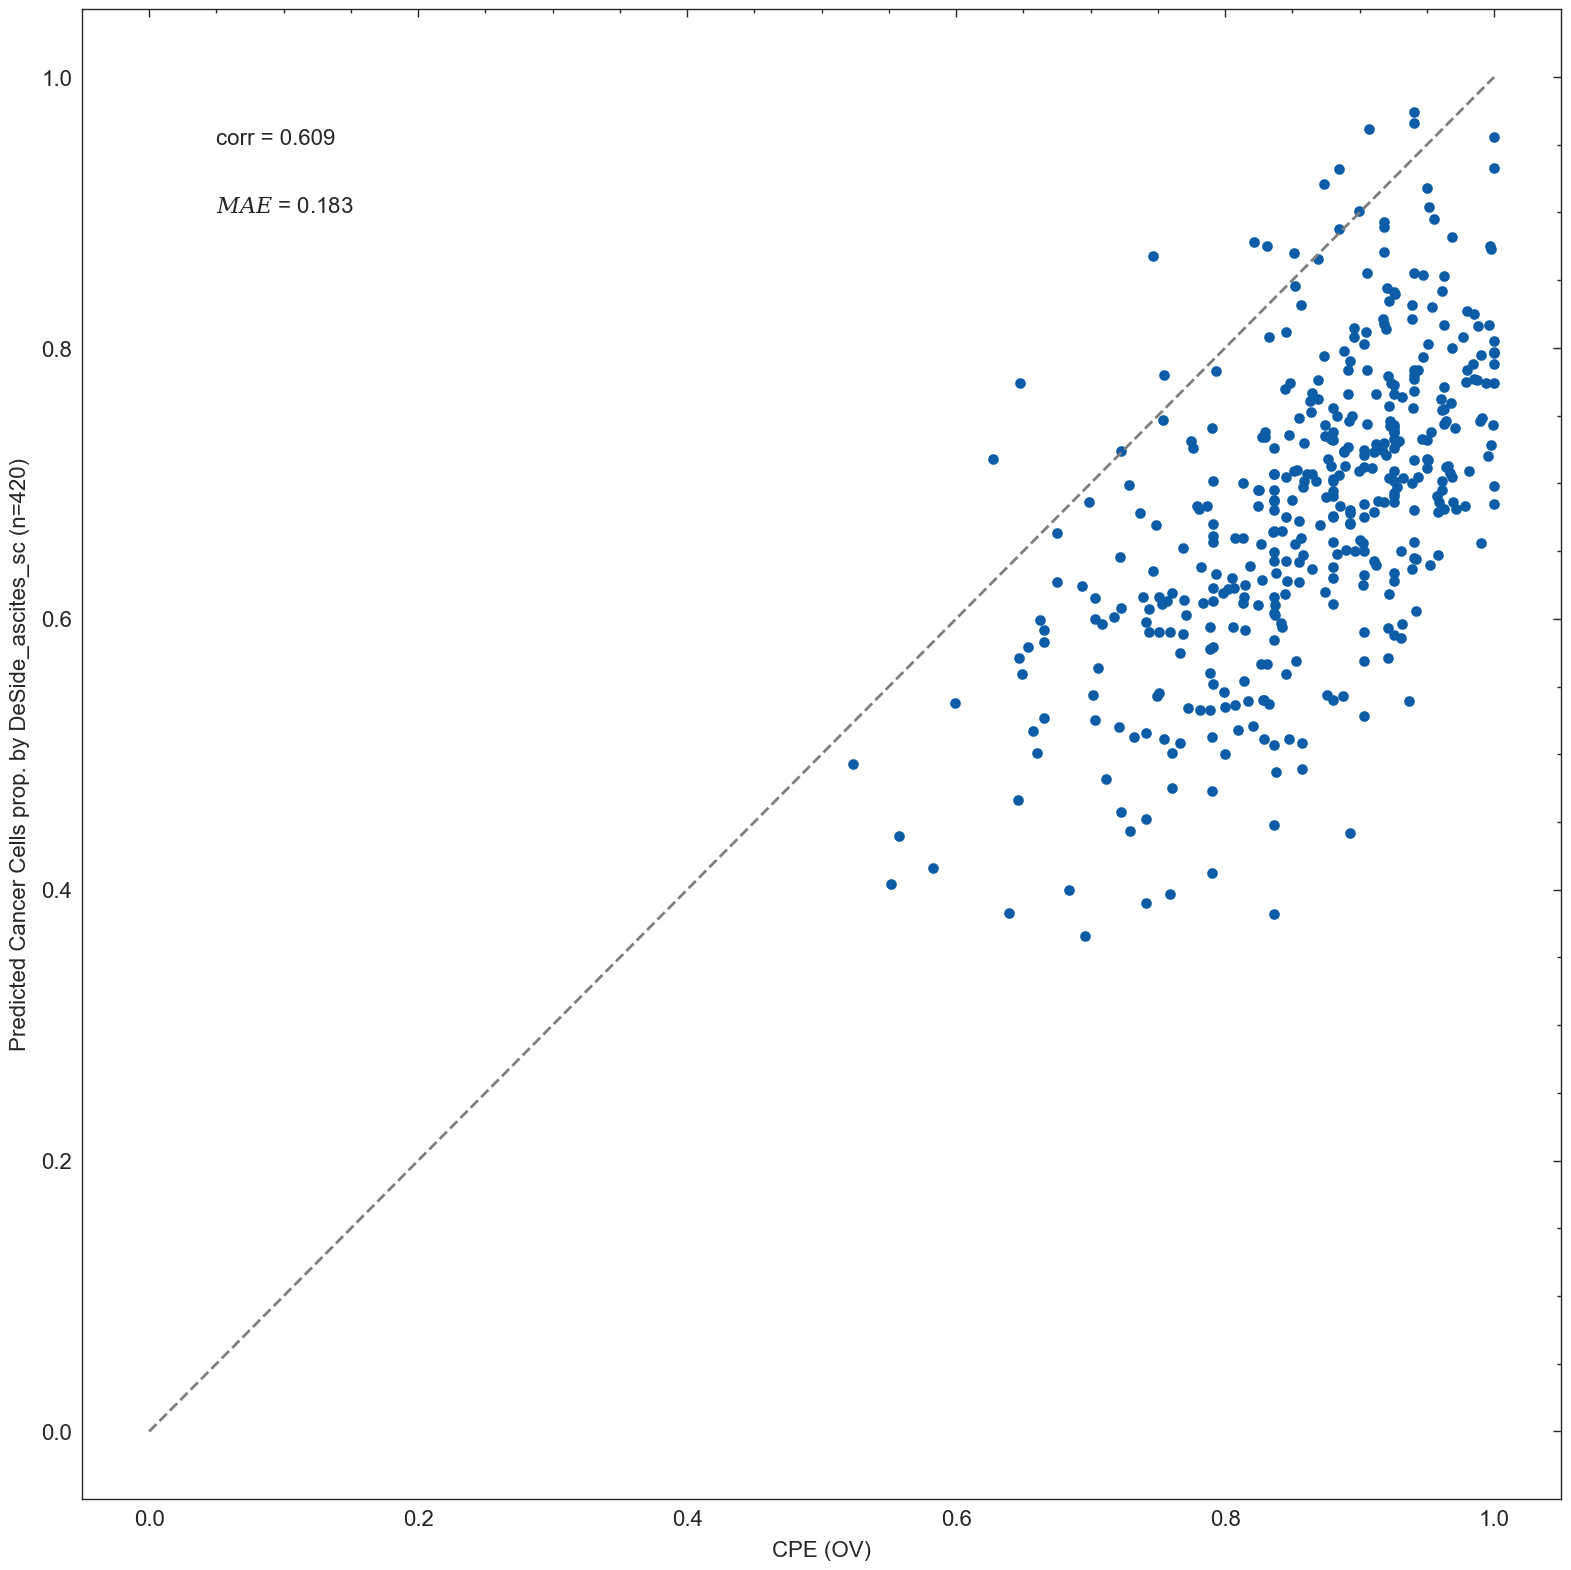 corr = 0.609
MAE = 0.183
1.0
0.8
0.6
0.4
0.2
0.0
Predicted Cancer Cells prop. by DeSide_ascites_sc (n=420)
0.0 0.2 0.4 0.6 0.8 1.0
CPE (OV)